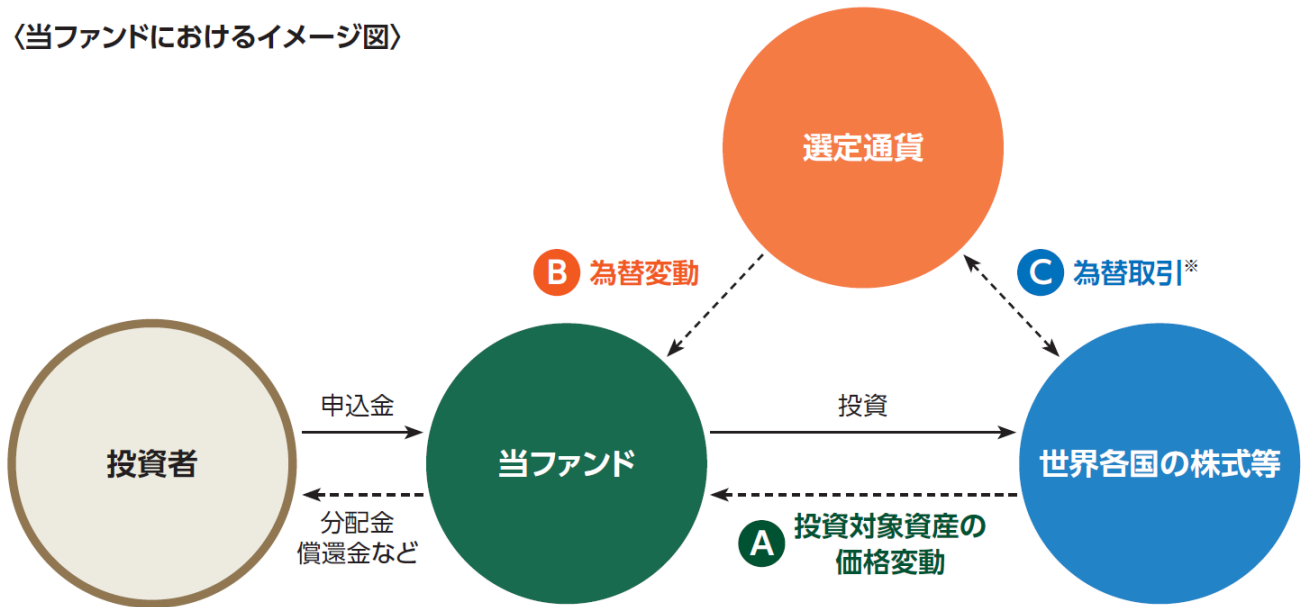 〈当ファンドにおけるイメージ図〉
選定通貨
B 為替変動
C 為替取引※
投資者
申込金
分配金
償還金など
当ファンド
投資
A 投資対象資産の
価格変動
世界各国の株式等